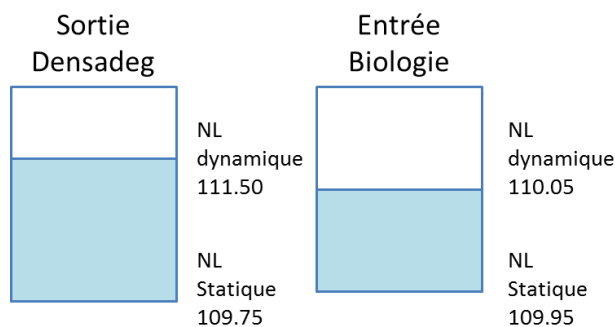 Sortie
Densadeg
NL
dynamique
111.50
NL
Statique
109.75
Entrée
Biologie
NL
dynamique
110.05
NL
Statique
109.95